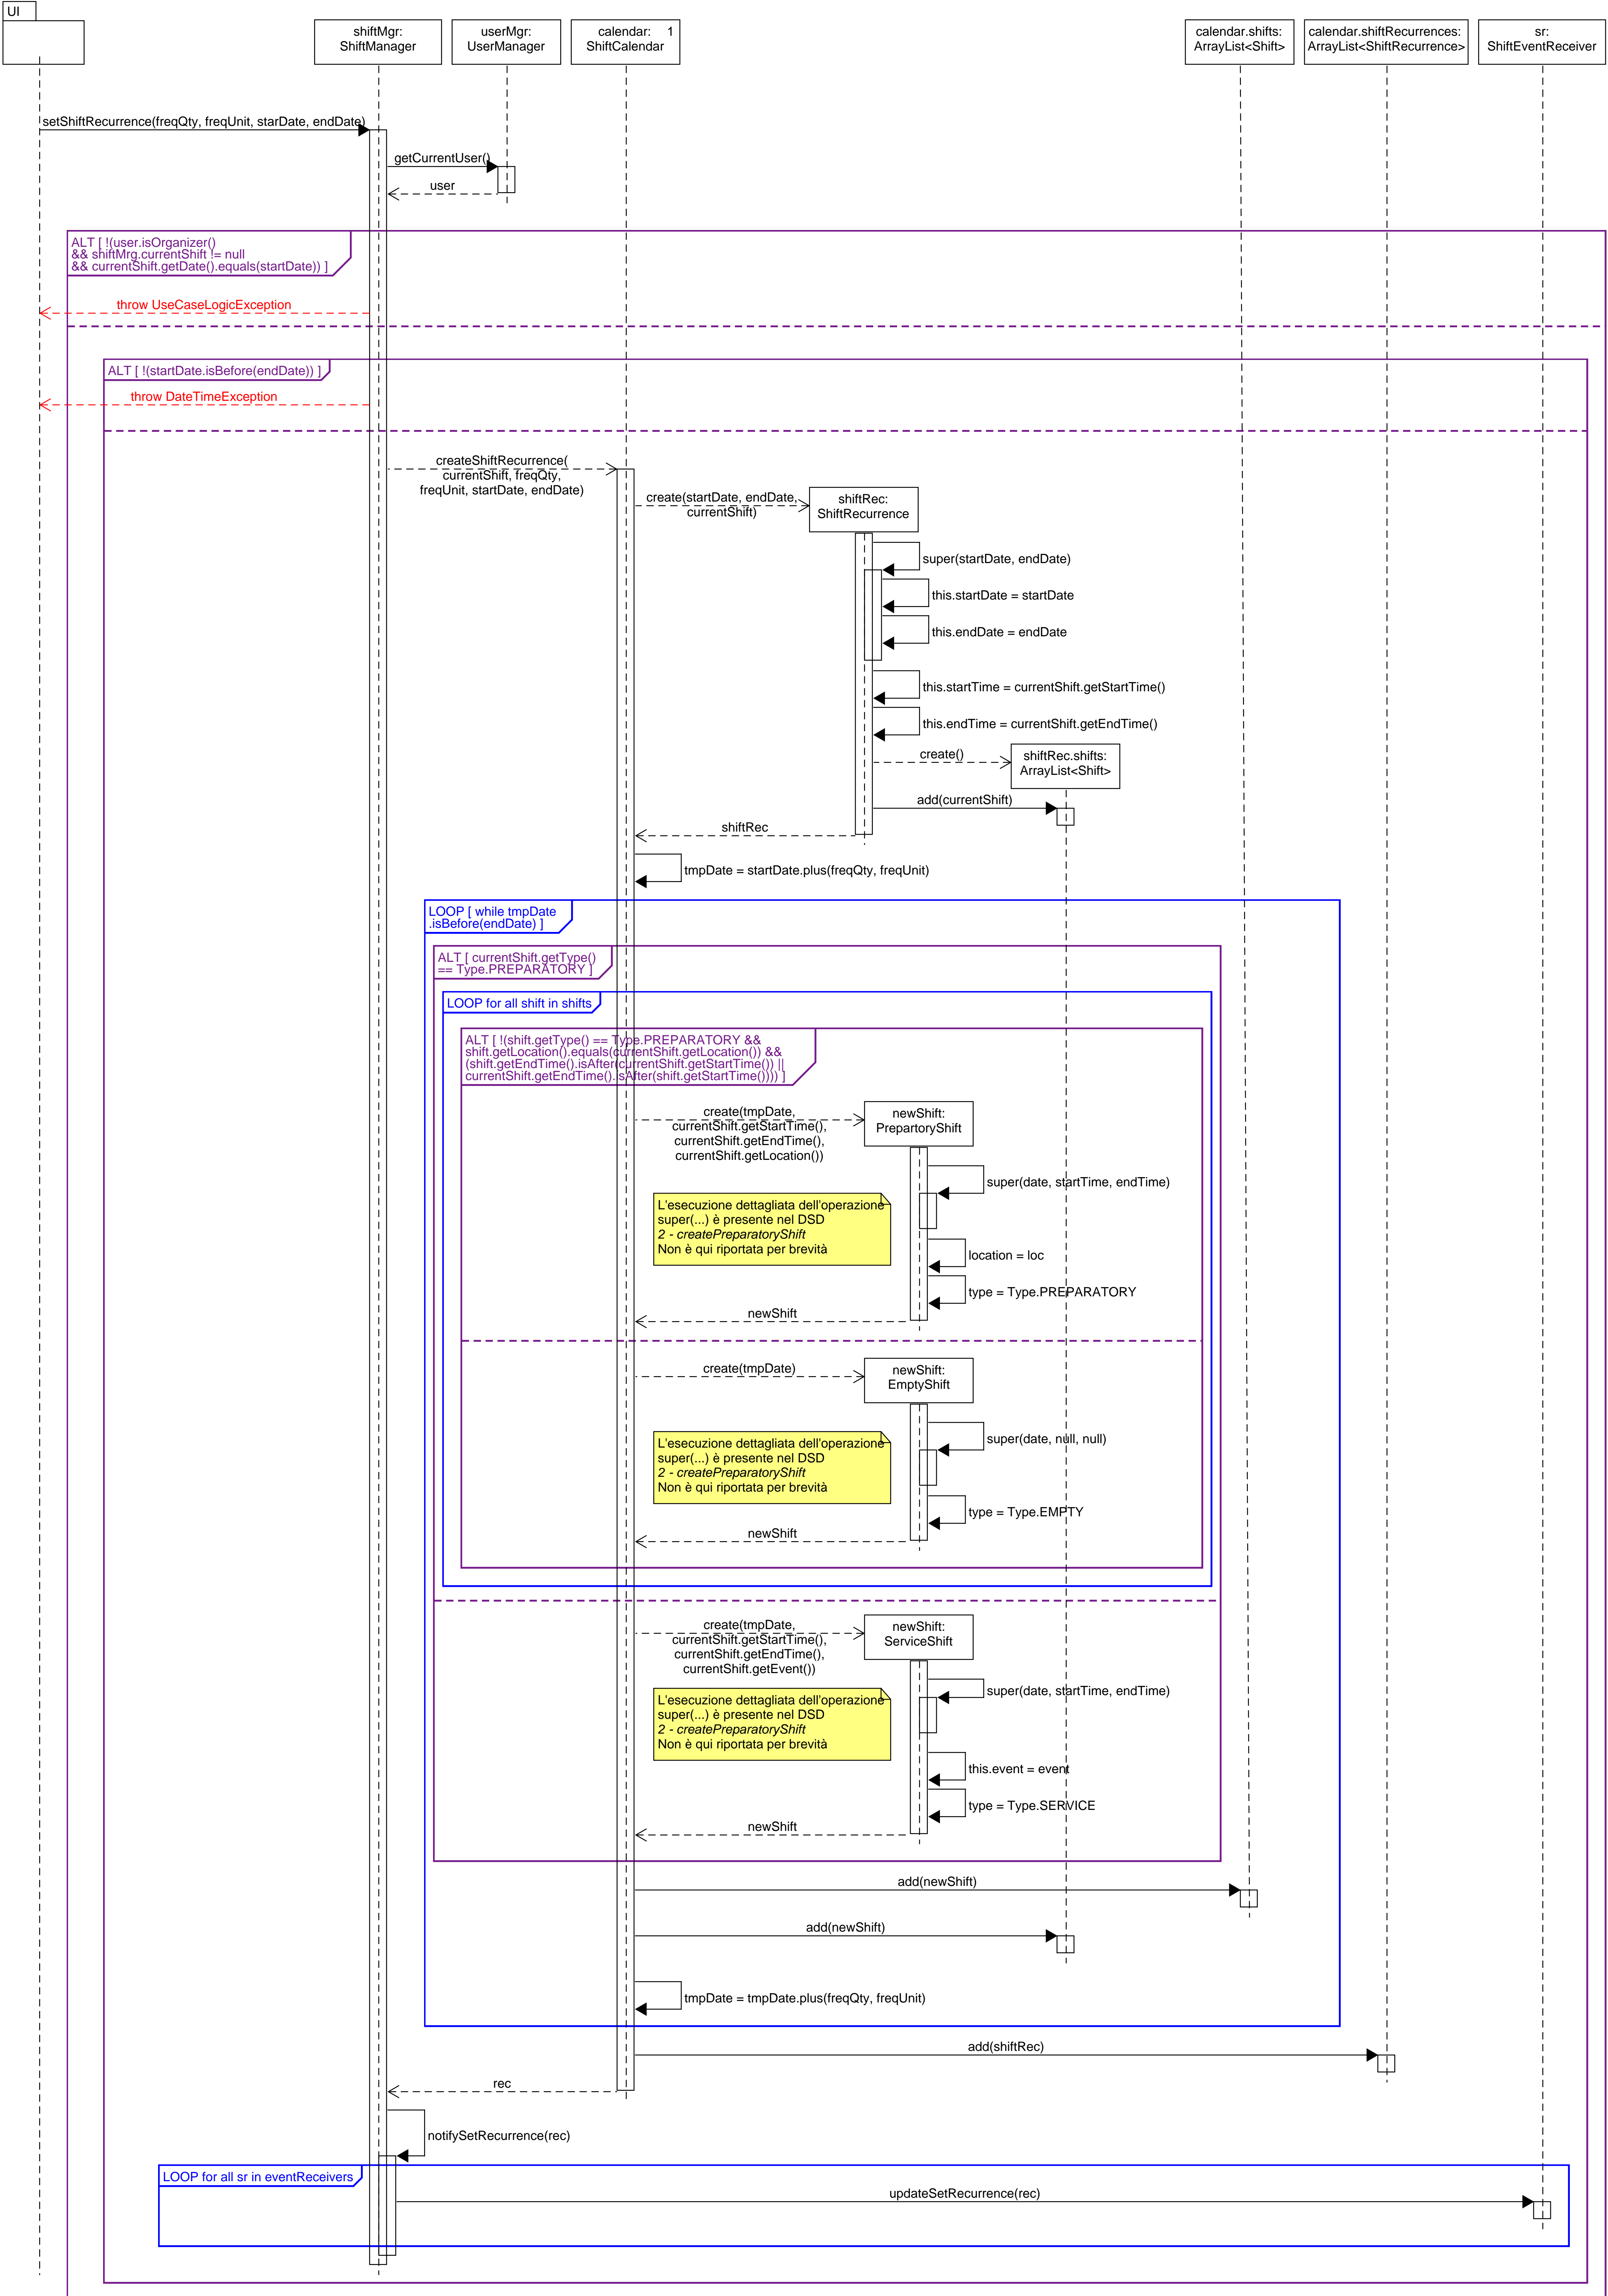 UI
shiftMgr:
ShiftManager
userMgr:
UserManager
calendar: 1
ShiftCalendar
calendar.shifts:
ArrayList<Shift>
calendar.shiftRecurrences:
ArrayList<ShiftRecurrence>
sr:
ShiftEventReceiver
setShiftRecurrence(freqQty, freqUnit, starDate, endDate)
getCurrentUser()
user
ALT [ !(user.isOrganizer()
&& shiftMrg.currentShift != null
&& currentShift.getDate().equals(startDate)) ]
throw UseCaseLogicException
ALT [ !(startDate.isBefore(endDate)) ]
throw DateTimeException
createShiftRecurrence(
currentShift, freqQty,
freqUnit, startDate, endDate)
create(startDate, endDate,
currentShift)
shiftRec:
ShiftRecurrence
super(startDate, endDate)
this.startDate = startDate
this.endDate = endDate
this.startTime = currentShift.getStartTime()
this.endTime = currentShift.getEndTime()
create()
shiftRec.shifts:
ArrayList<Shift>
add(currentShift)
shiftRec
tmpDate = startDate.plus(freqQty, freqUnit)
LOOP [ while tmpDate
.isBefore(endDate) ]
ALT [ currentShift.getType()
== Type.PREPARATORY ]
LOOP for all shift in shifts
ALT [ !(shift.getType() == Type.PREPARATORY &&
shift.getLocation().equals(currentShift.getLocation()) &&
(shift.getEndTime().isAfter(currentShift.getStartTime()) ||
currentShift.getEndTime().isAfter(shift.getStartTime()))) ]
create(tmpDate,
currentShift.getStartTime(),
currentShift.getEndTime(),
currentShift.getLocation())
newShift:
PrepartoryShift
super(date, startTime, endTime)
L'esecuzione dettagliata dell'operazione
super(...) è presente nel DSD
2 - createPreparatoryShift
Non è qui riportata per brevità
location = loc
type = Type.PREPARATORY
newShift
create(tmpDate)
newShift:
EmptyShift
super(date, null, null)
L'esecuzione dettagliata dell'operazione
super(...) è presente nel DSD
2 - createPreparatoryShift
Non è qui riportata per brevità
type = Type.EMPTY
newShift
create(tmpDate,
currentShift.getStartTime(),
currentShift.getEndTime(),
currentShift.getEvent())
newShift:
ServiceShift
super(date, startTime, endTime)
L'esecuzione dettagliata dell'operazione
super(...) è presente nel DSD
2 - createPreparatoryShift
Non è qui riportata per brevità
this.event = event
type = Type.SERVICE
newShift
add(newShift)
add(newShift)
tmpDate = tmpDate.plus(freqQty, freqUnit)
add(shiftRec)
rec
notifySetRecurrence(rec)
LOOP for all sr in eventReceivers
updateSetRecurrence(rec)